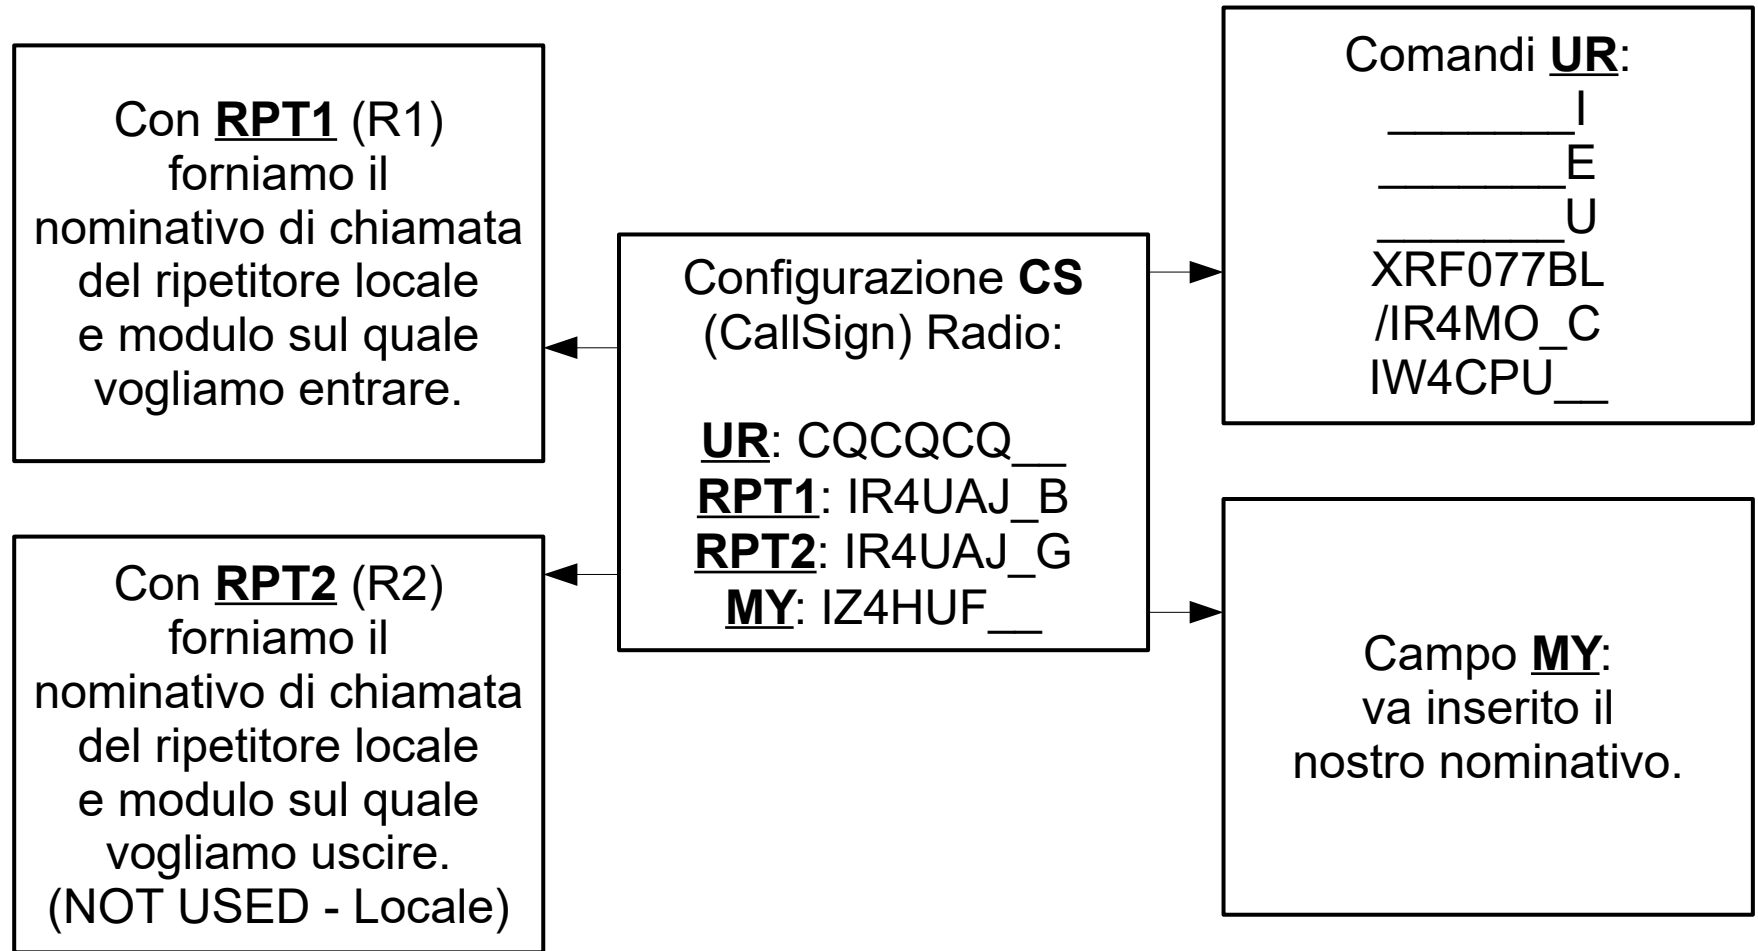 Con RPT1 (R1)
forniamo il
nominativo di chiamata
del ripetitore locale
e modulo sul quale
vogliamo entrare.
Con RPT2 (R2)
forniamo il
nominativo di chiamata
del ripetitore locale
e modulo sul quale
vogliamo uscire.
(NOT USED - Locale)
Configurazione CS
(CallSign) Radio:
UR: CQCQCQ__
RPT1: IR4UAJ_B
RPT2: IR4UAJ_G
MY: IZ4HUF__
Comandi UR:
_______I
_______E
_______U
XRF077BL
/IR4MO_C
IW4CPU__
Campo MY:
va inserito il
nostro nominativo.